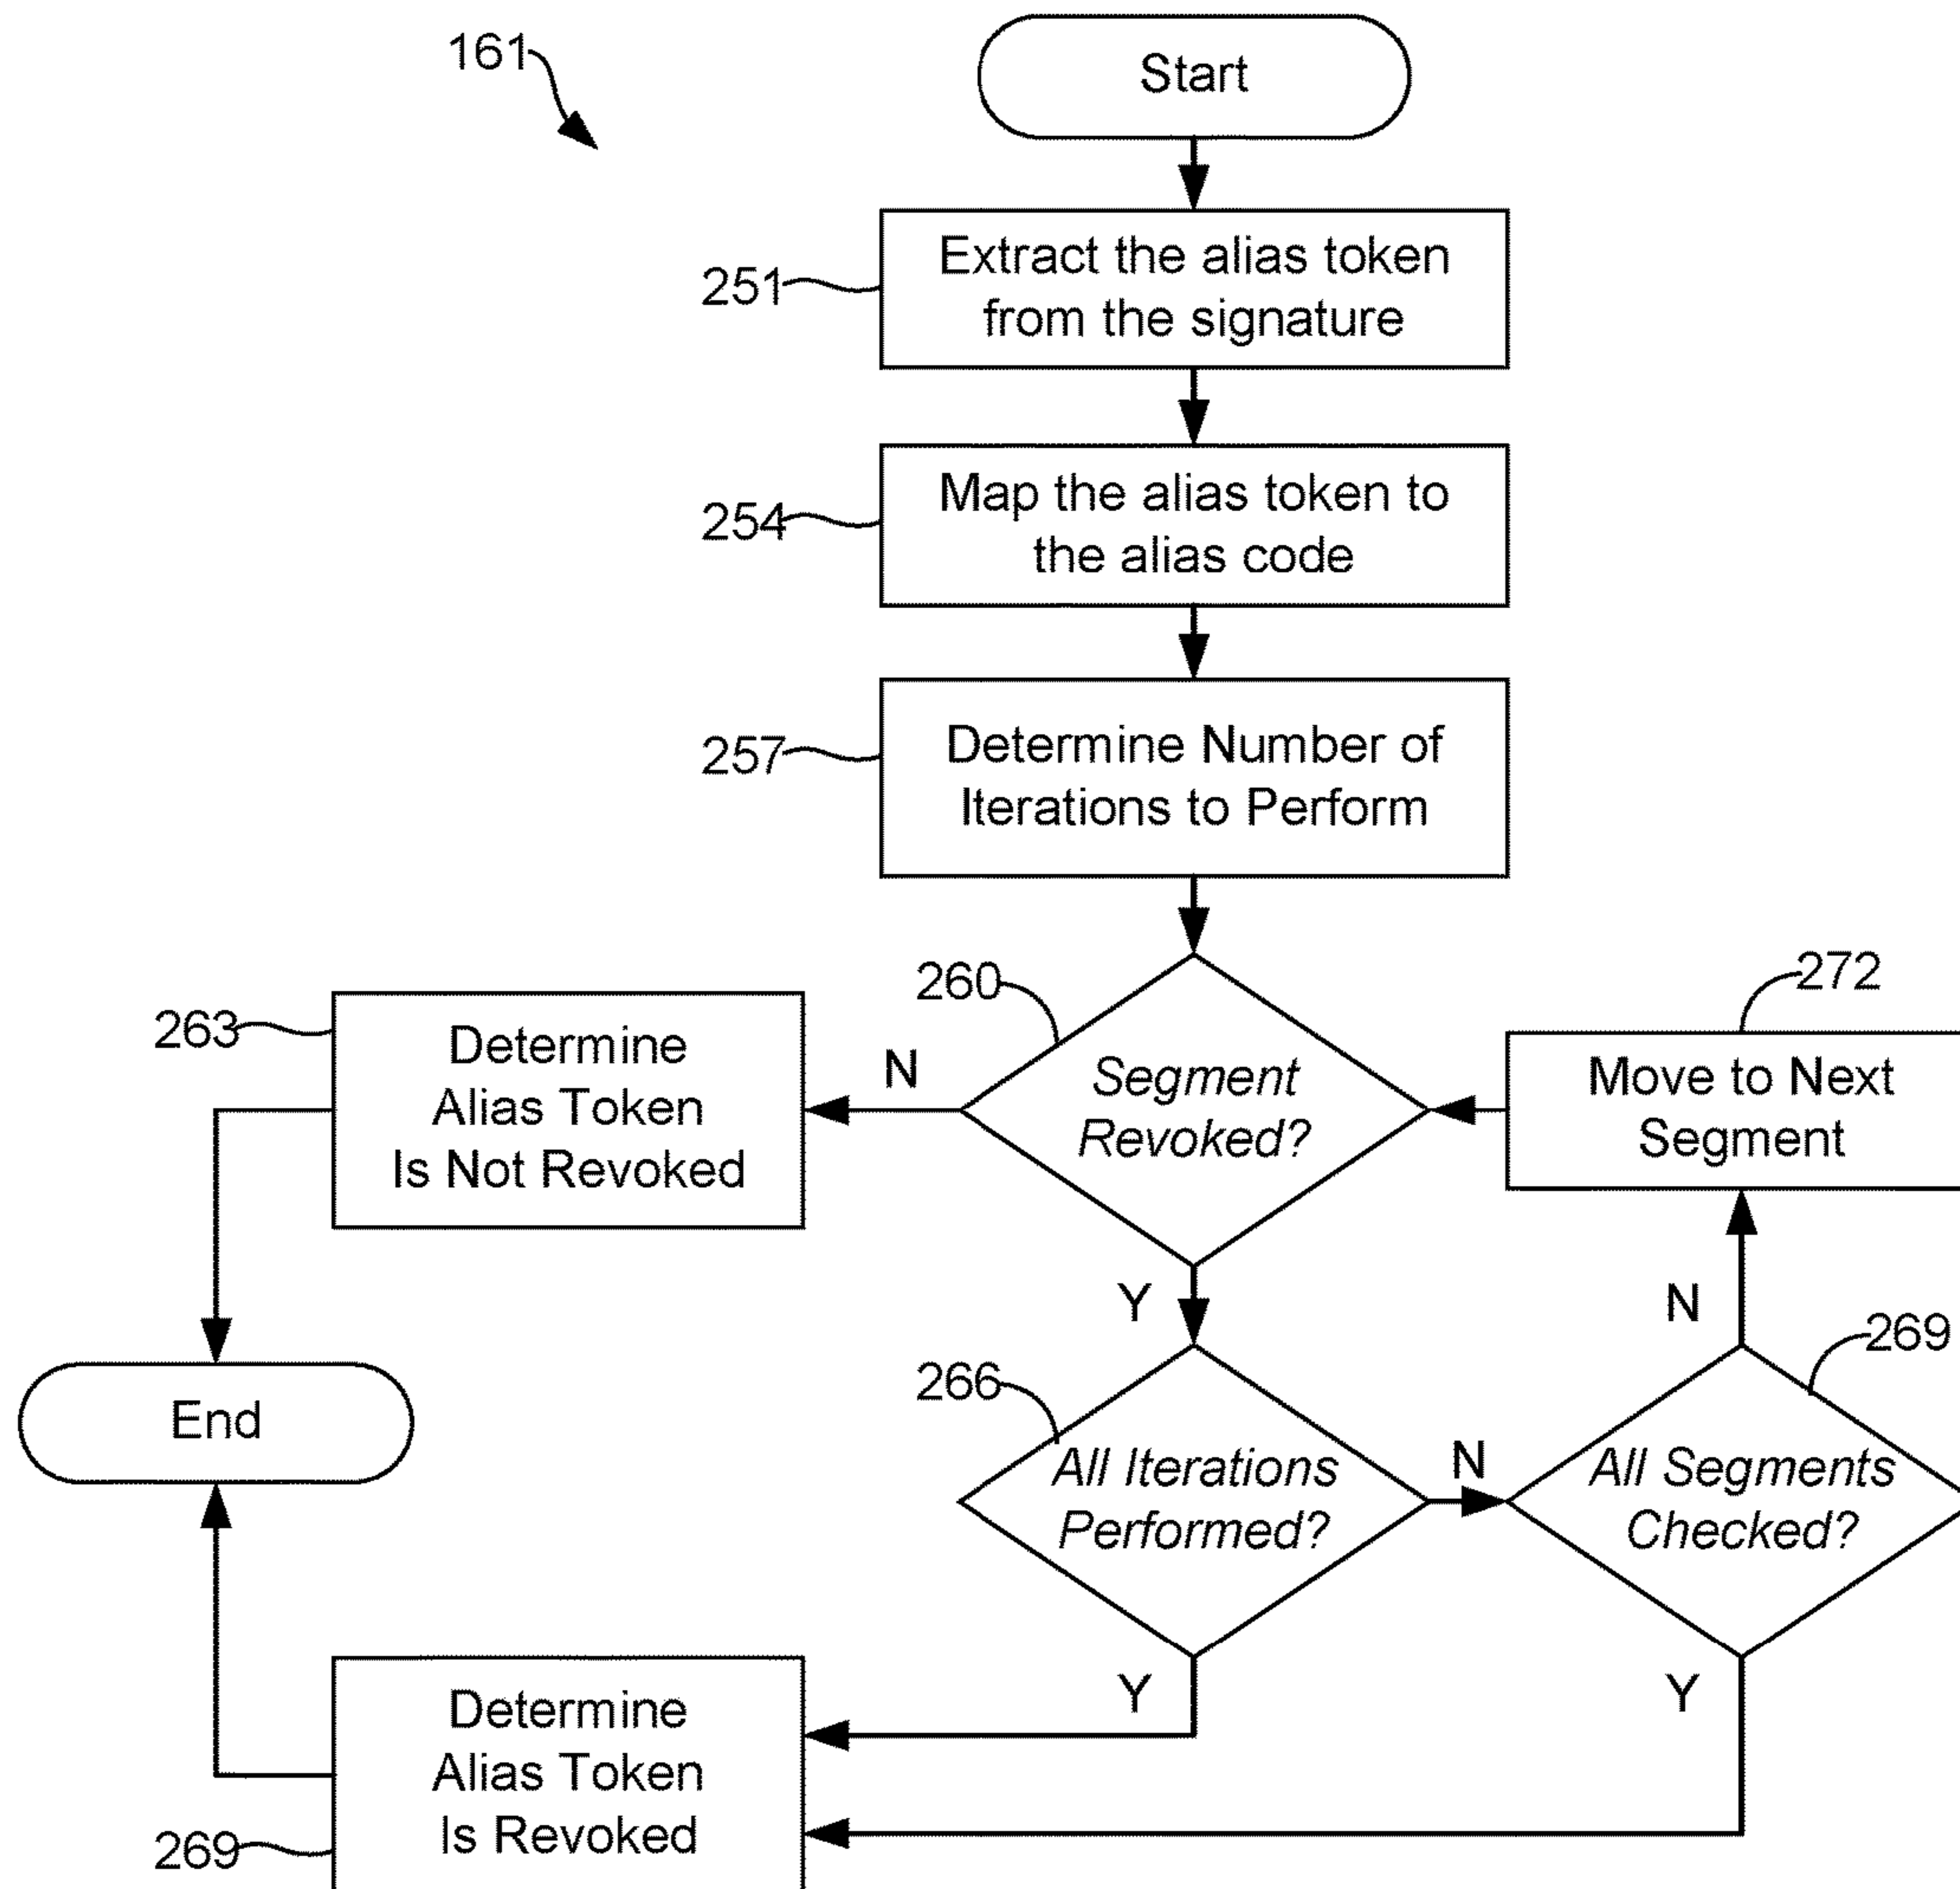 161
Start
251
Extract the alias token
from the signature
254
Map the alias token to
the alias code
257
Determine Number of
Iterations to Perform
260
Segment
Revoked?
N
263
Determine
Alias Token
Is Not Revoked
272
Move to Next
Segment
Y
N
End
266
All Iterations
Performed?
N
269
All Segments
Checked?
Y
Y
Determine
Alias Token
Is Revoked
269